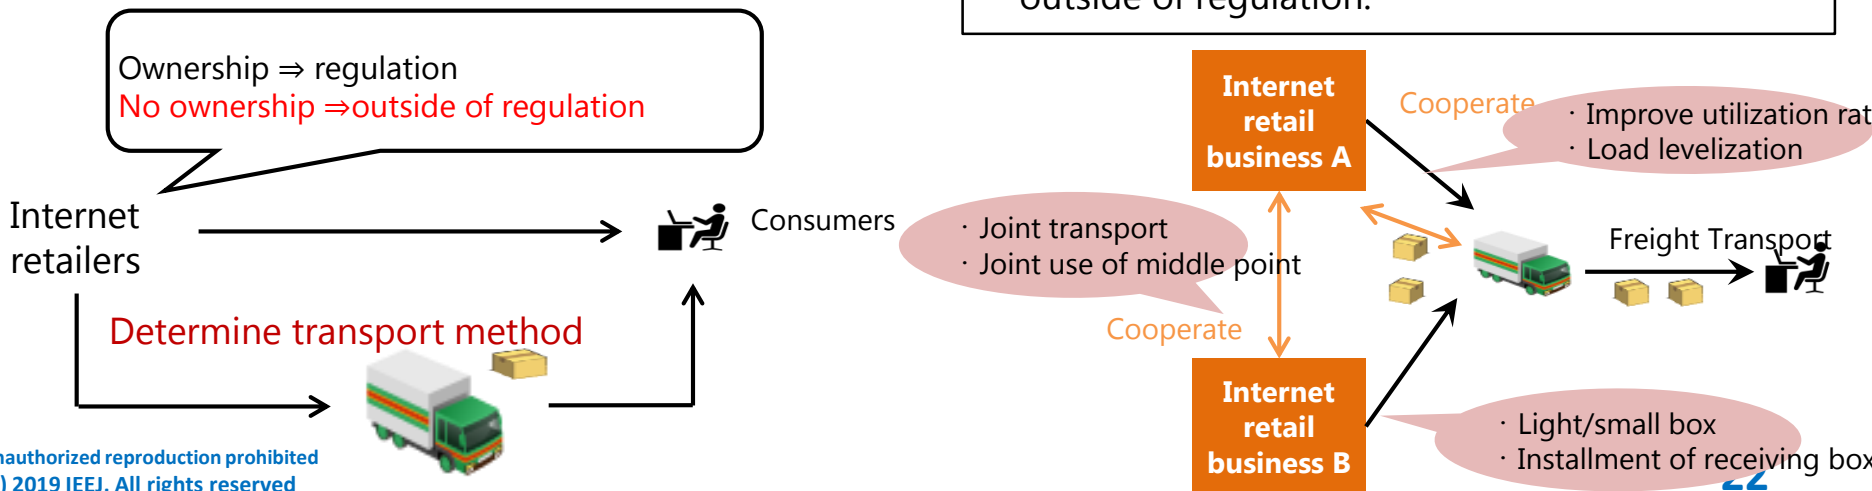 outside of regulation.
Ownership ⇒ regulation
No ownership ⇒outside of regulation
Internet
retailers
Consumers
Determine transport method
Internet
retail
business A
Cooperate
· Improve utilization rat
· Load levelization
· Joint transport
· Joint use of middle point
Freight Transport
Cooperate
Internet
retail
business B
· Light/small box
· Installment of receiving box
nauthorized reproduction prohibited
) 2019 IEEJ. All rights reserved
22